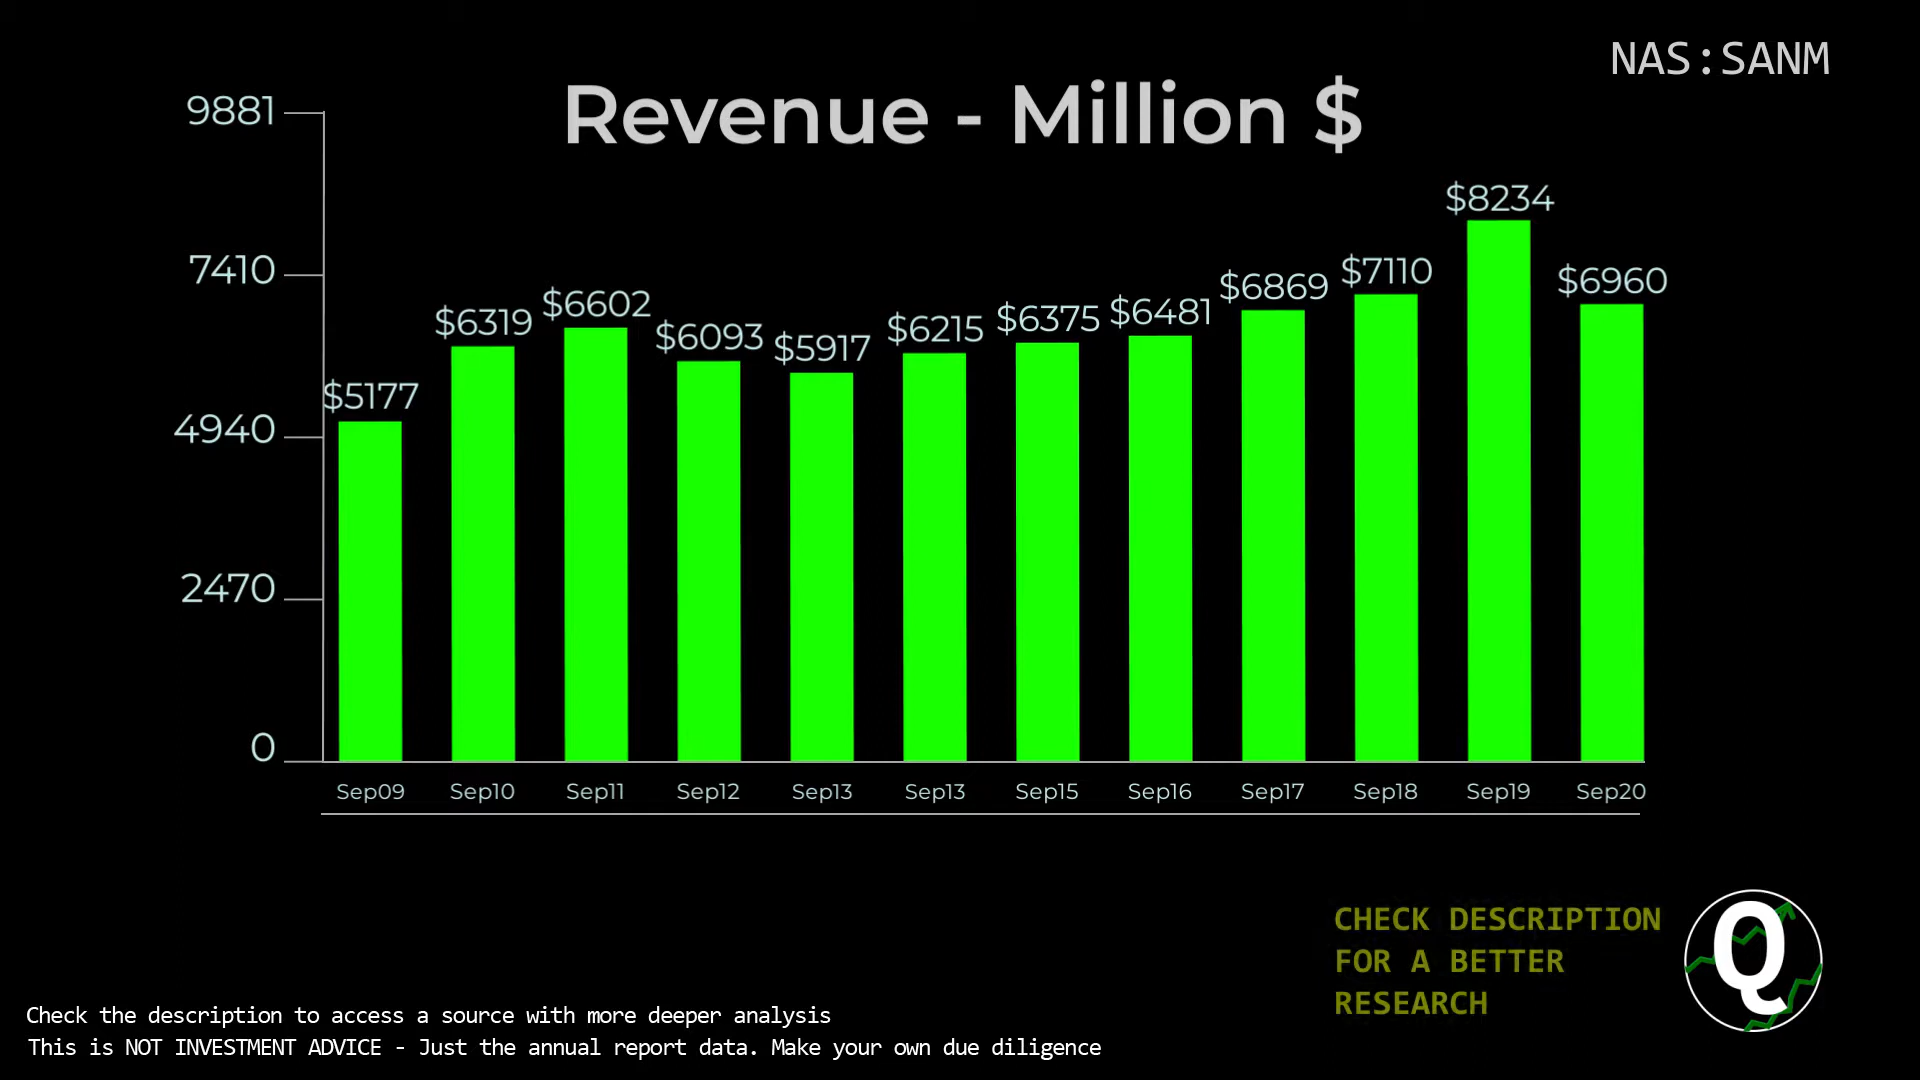 NAS:SANM
Revenue - Million $
9881
7410
4940
2470
0
$5177
$6319
$6602
$6093
$5917
$6215
$6375
$6481
$6869
$7110
$8234
$6960
Sep09 Sep10 Sep11 Sep12 Sep13 Sep13 Sep15 Sep16 Sep17 Sep18 Sep19 Sep20
CHECK DESCRIPTION
FOR A BETTER
RESEARCH
Q
Check the description to access a source with more deeper analysis
This is NOT INVESTMENT ADVICE - Just the annual report data. Make your own due diligence